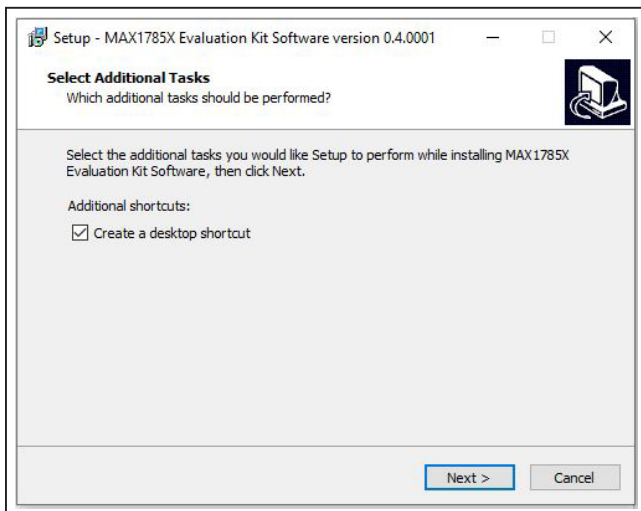 Setup - MAX1785X Evaluation Kit Software version 0.4.0001
Select Additional Tasks
Which additional tasks should be performed?
Select the additional tasks you would like Setup to perform while installing MAX1785X
Evaluation Kit Software, then click Next.
Additional shortcuts:
Create a desktop shortcut
Next >
Cancel